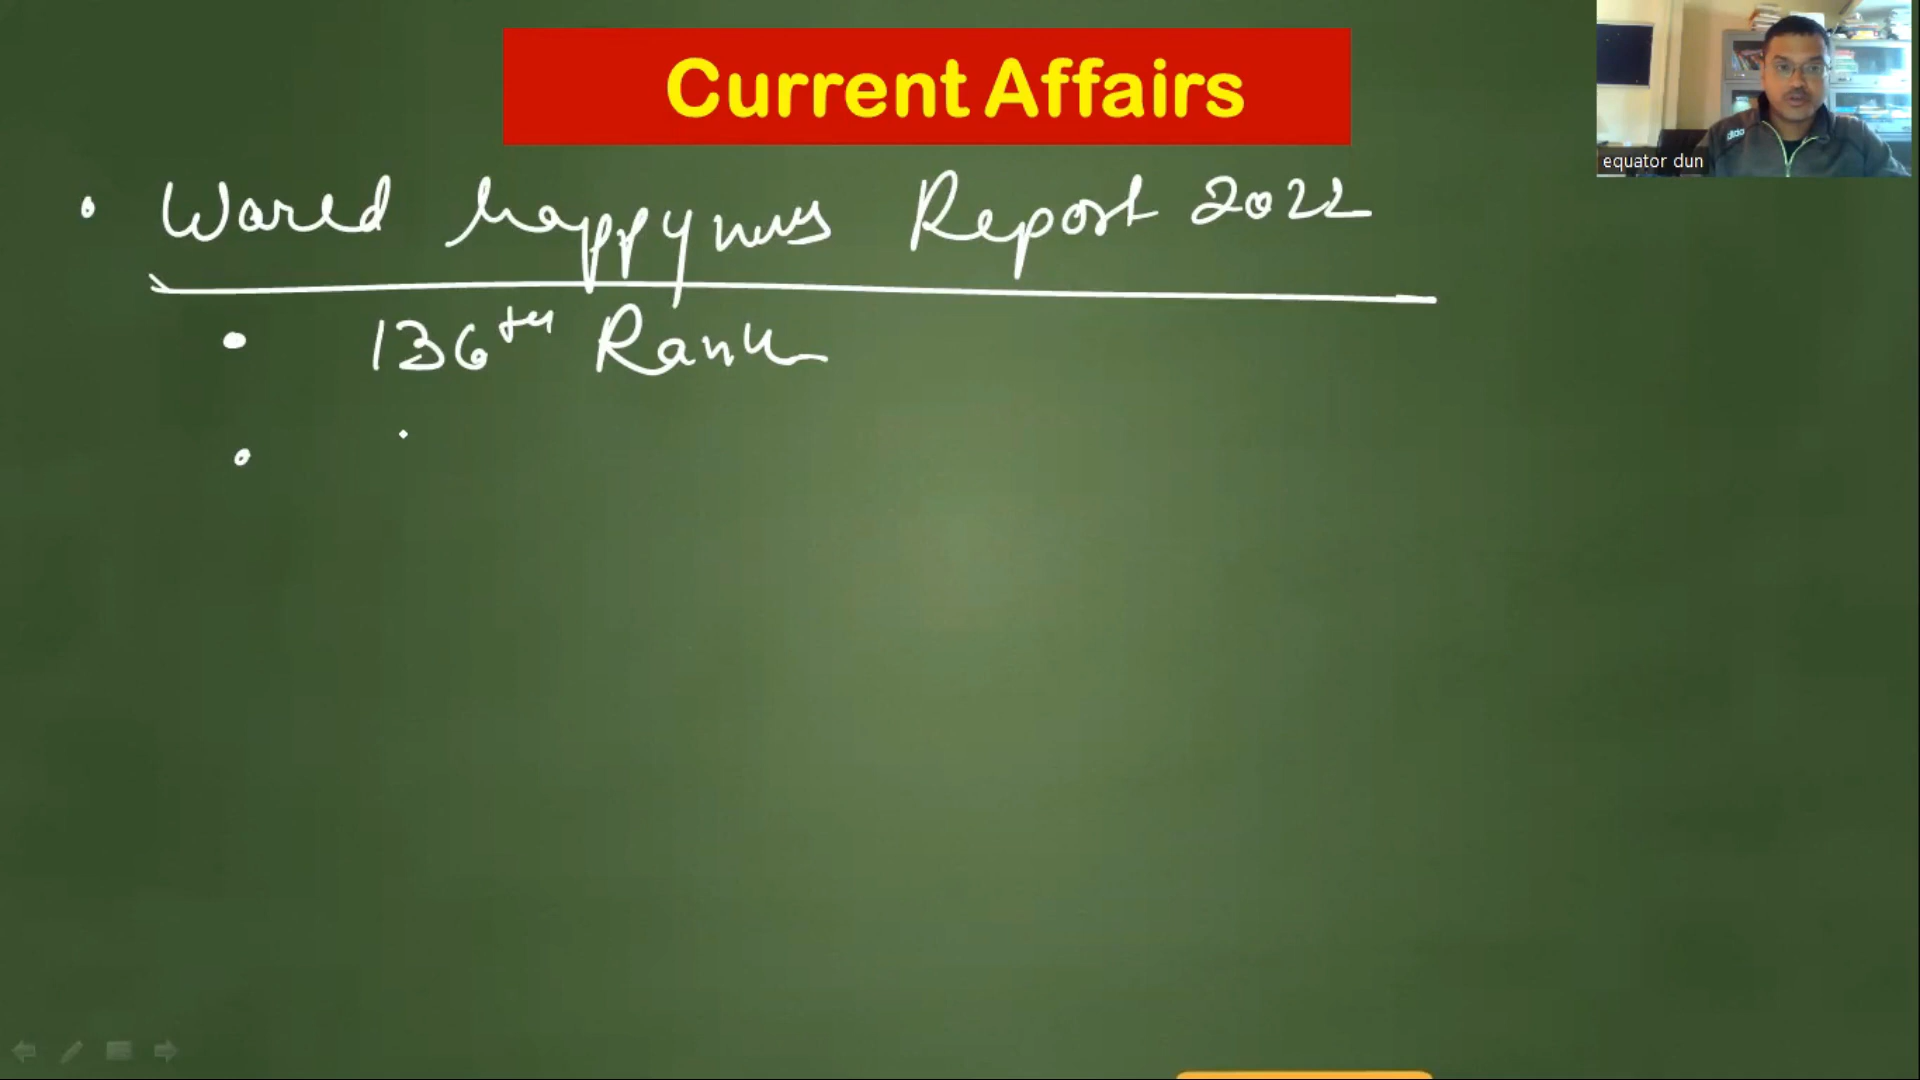 Current Affairs
equator dun
• World happyness Report 2022
• 136th Rank
•